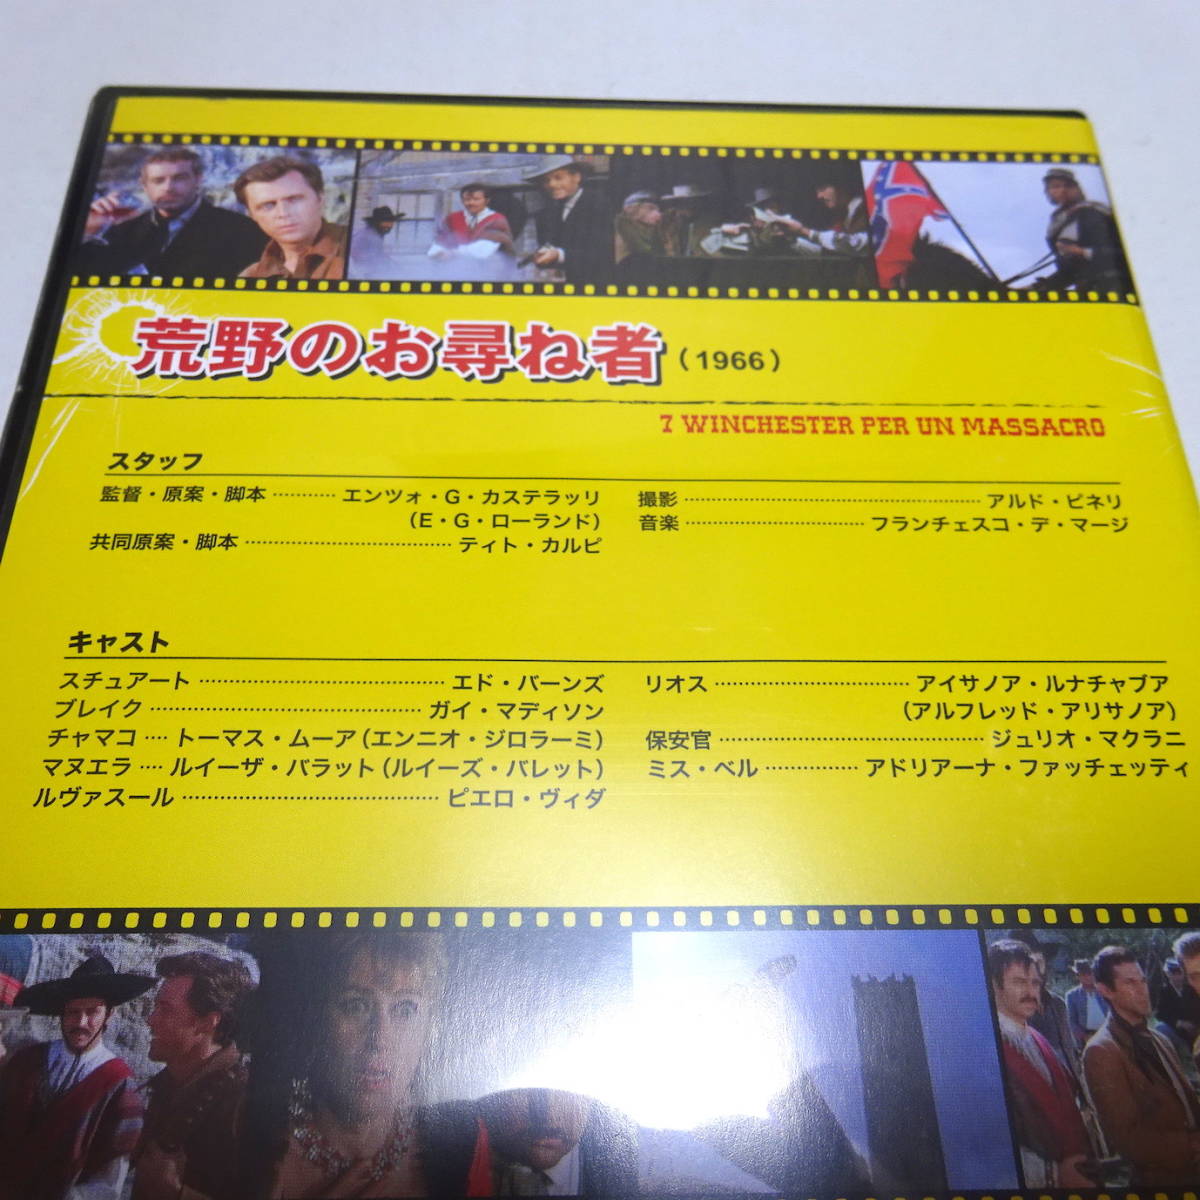 荒野のお尋ね者(1966)
7 WINCHESTER PER UN MASSACRO
スタッフ
監督・原案・脚本 ………… エンツォ・G・カステラッリ
(E・G・ローランド)
共同原案・脚本 ………… ティト・カルピ
撮影 ………… アルド・ピネリ
音楽 ………… フランチェスコ・デ・マージ
キャスト
スチュアート ………… エド・バーンズ
ブレイク ………… ガイ・マディソン
チャマコ …. トーマス・ムーア(エンニオ・ジロラーミ)
マヌエラ …. ルイーザ・バラット(ルイーズ・バレット)
ルヴァスール ………… ピエロ・ヴィダ
リオス ………… アイサノア・ルナチャブア
(アルフレッド・アリサノア)
保安官 ………… ジュリオ・マクラニ
ミス・ベル ………… アドリアーナ・ファッチェッティ